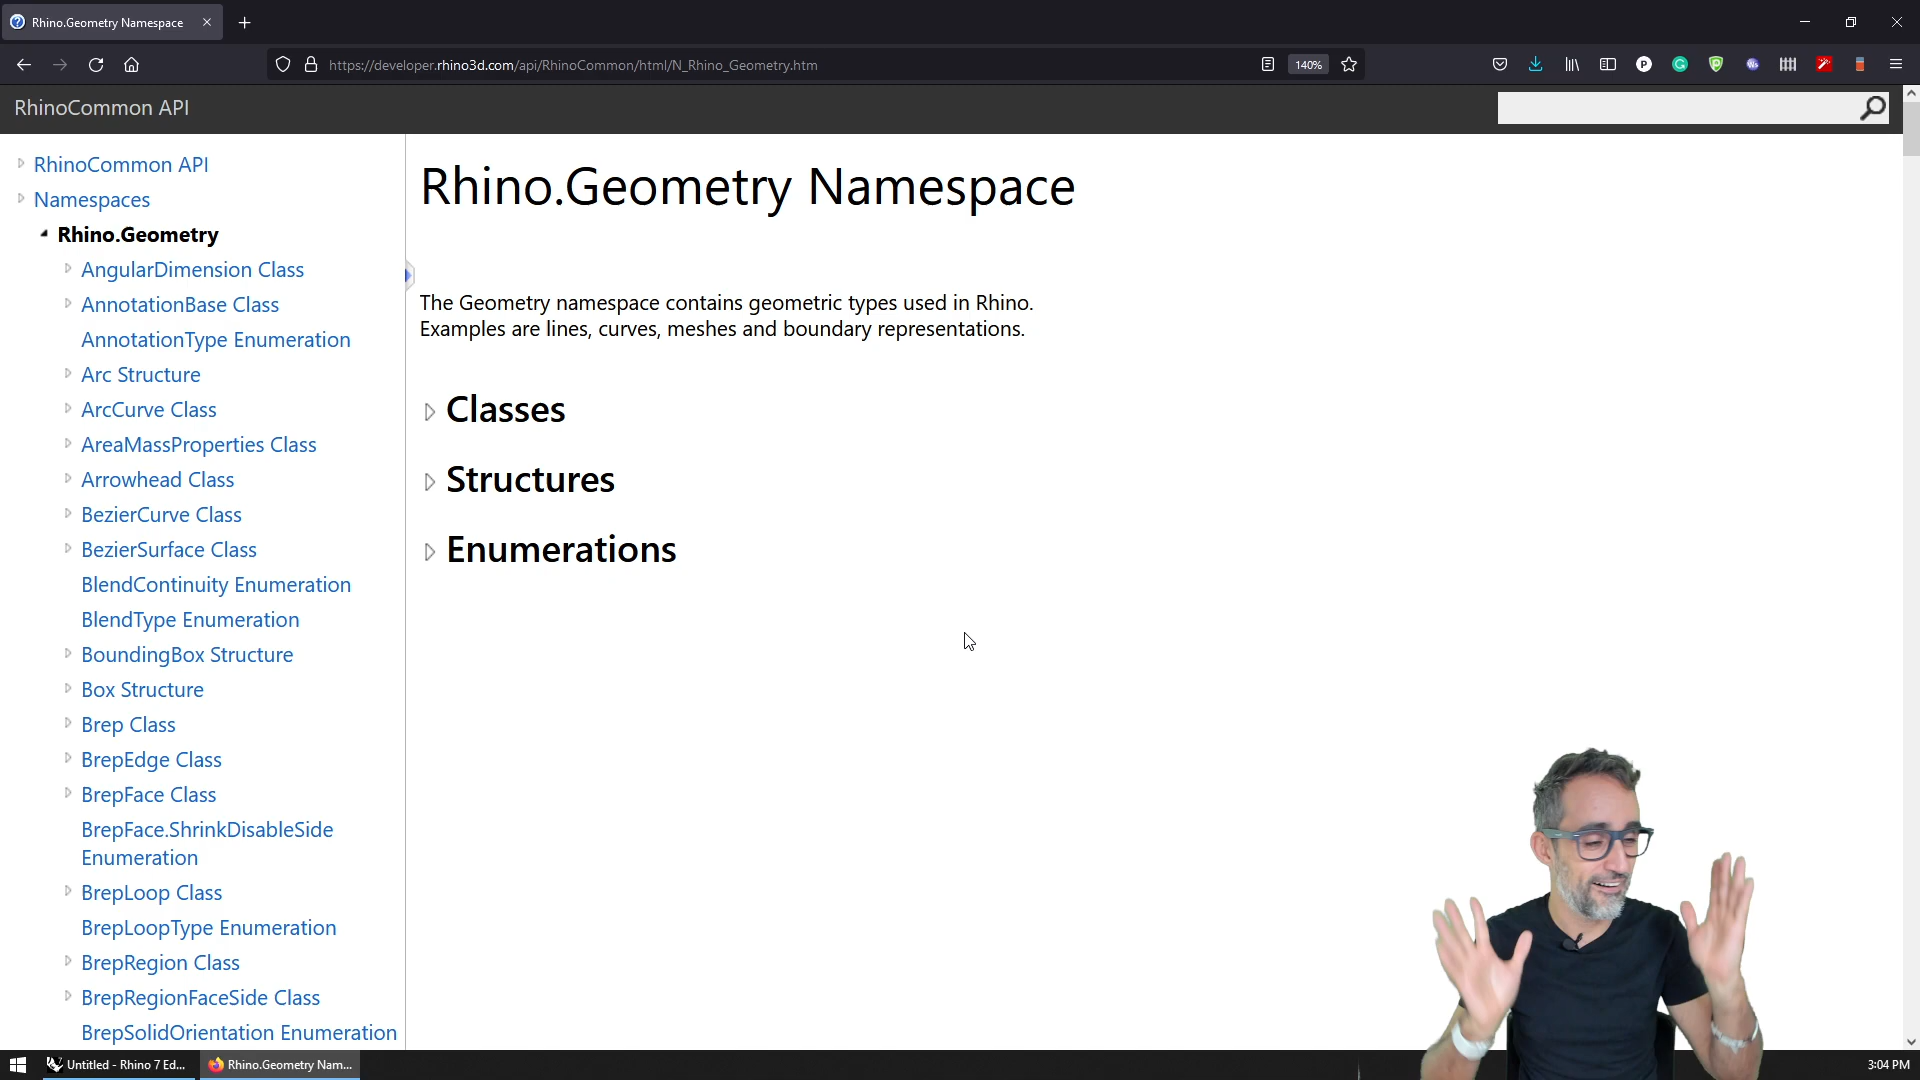 Rhino.Geometry Namespace
https://developer.rhino3d.com/api/RhinoCommon/html/N_Rhino_Geometry.htm
140%
RhinoCommon API
RhinoCommon API
Namespaces
Rhino.Geometry
AngularDimension Class
AnnotationBase Class
AnnotationType Enumeration
Arc Structure
ArcCurve Class
AreaMassProperties Class
Arrowhead Class
BezierCurve Class
BezierSurface Class
BlendContinuity Enumeration
BlendType Enumeration
BoundingBox Structure
Box Structure
Brep Class
BrepEdge Class
BrepFace Class
BrepFace.ShrinkDisableSide
Enumeration
BrepLoop Class
BrepLoopType Enumeration
BrepRegion Class
BrepRegionFaceSide Class
BrepSolidOrientation Enumeration
Rhino.Geometry Namespace
The Geometry namespace contains geometric types used in Rhino.
Examples are lines, curves, meshes and boundary representations.
Classes
Structures
Enumerations
Untitled - Rhino 7 Ed...
Rhino.Geometry Nam...
3:04 PM